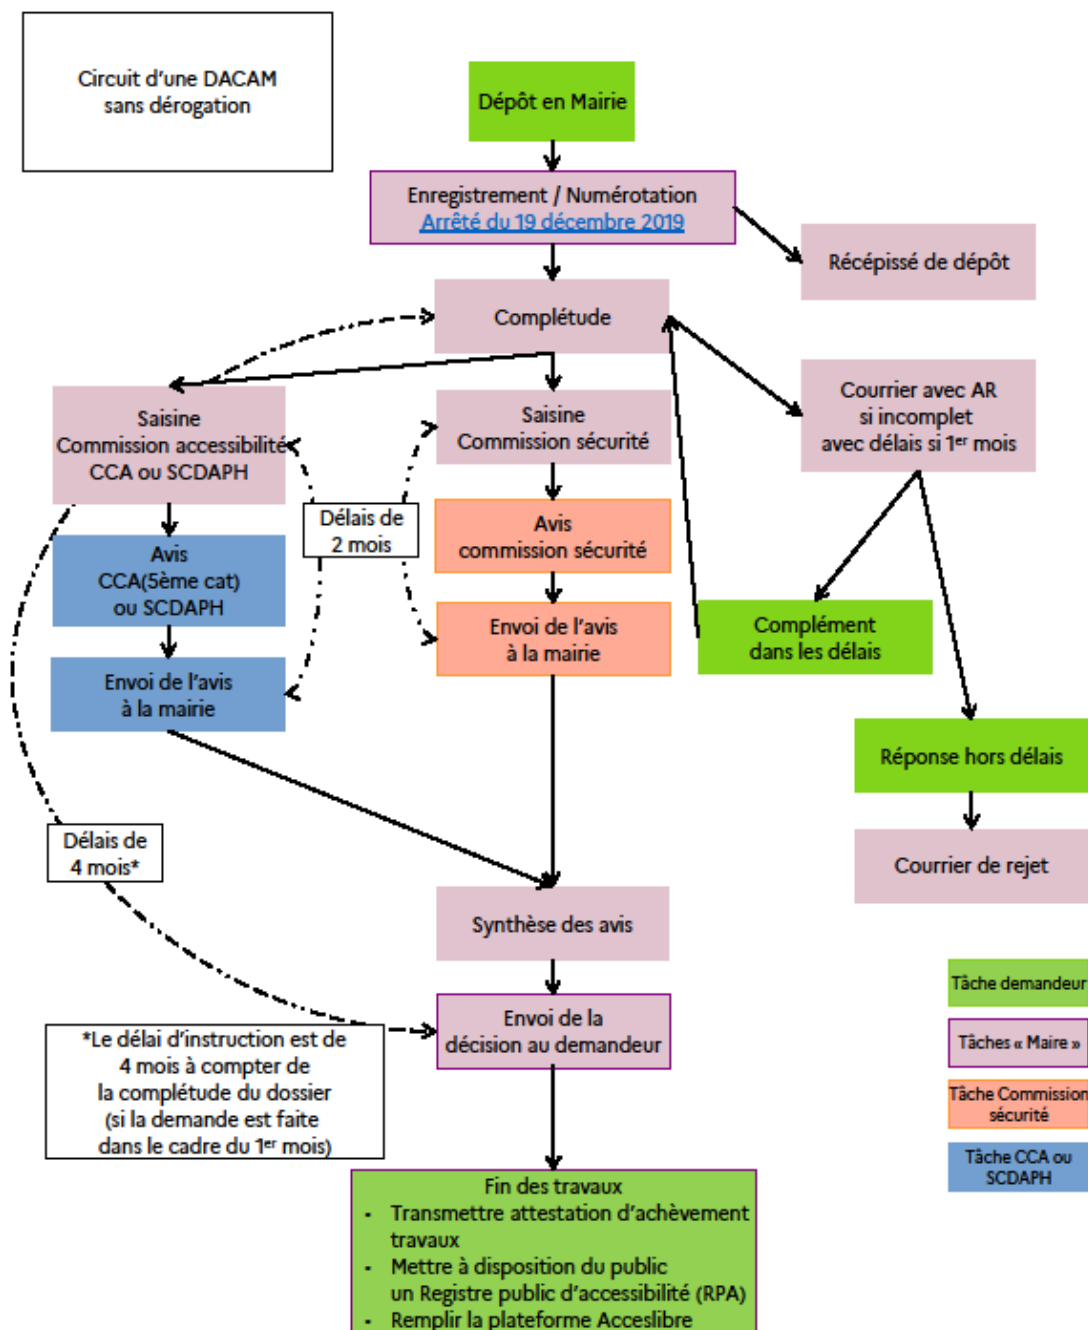 Circuit d'une DACAM
sans dérogation
Dépôt en Mairie
Enregistrement / Numérotation
Arrêté du 19 décembre 2019
Récépissé de dépôt
Complétude
Saisine
Commission accessibilité
CCA ou SCDAPH
Saisine
Commission sécurité
Courrier avec AR
si incomplet
avec délais si 1er mois
Délais de
2 mois
Avis
CCA(5ème cat)
ou SCDAPH
Avis
commission sécurité
Envoi de l'avis
à la mairie
Envoi de l'avis
à la mairie
Complément
dans les délais
Réponse hors délais
Courrier de rejet
Délais de
4 mois*
Synthèse des avis
Envoi de la
décision au demandeur
*Le délai d'instruction est de
4 mois à compter de
la complétude du dossier
(si la demande est faite
dans le cadre du 1er mois)
Tâche demandeur
Tâches « Maire »
Tâche Commission
sécurité
Tâche CCA ou
SCDAPH
Fin des travaux
- Transmettre attestation d'achèvement
travaux
- Mettre à disposition du public
un Registre public d'accessibilité (RPA)
- Remplir la plateforme Acceslibre